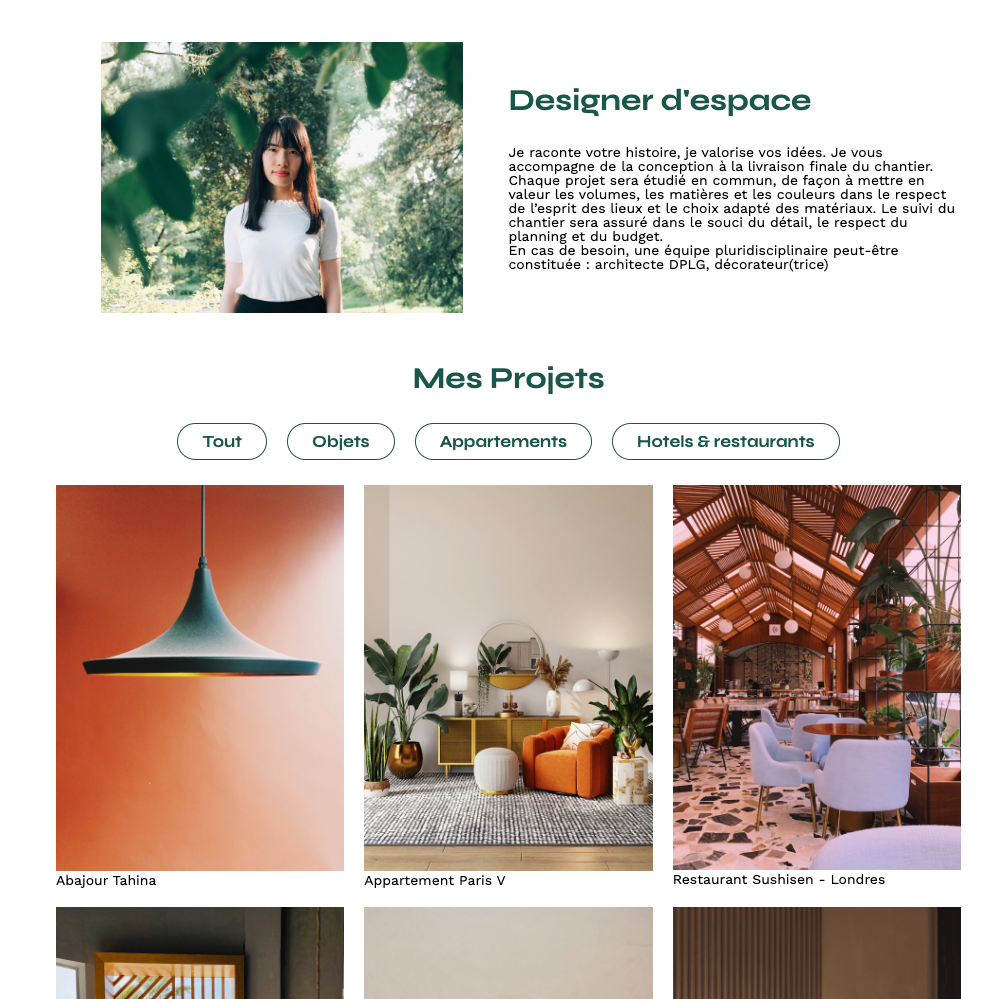 Designer d'espace
Je raconte votre histoire, je valorise vos idées. Je vous
accompagne de la conception à la livraison finale du chantier.
Chaque projet sera étudié en commun, de façon à mettre en
valeur les volumes, les matières et les couleurs dans le respect
de l’esprit des lieux et le choix adapté des matériaux. Le suivi du
chantier sera assuré dans le souci du détail, le respect du
planning et du budget.
En cas de besoin, une équipe pluridisciplinaire peut-être
constituée : architecte DPLG, décorateur(trice)
Mes Projets
Tout
Objets
Appartements
Hotels & restaurants
Abajour Tahina
Appartement Paris V
Restaurant Sushisen - Londres